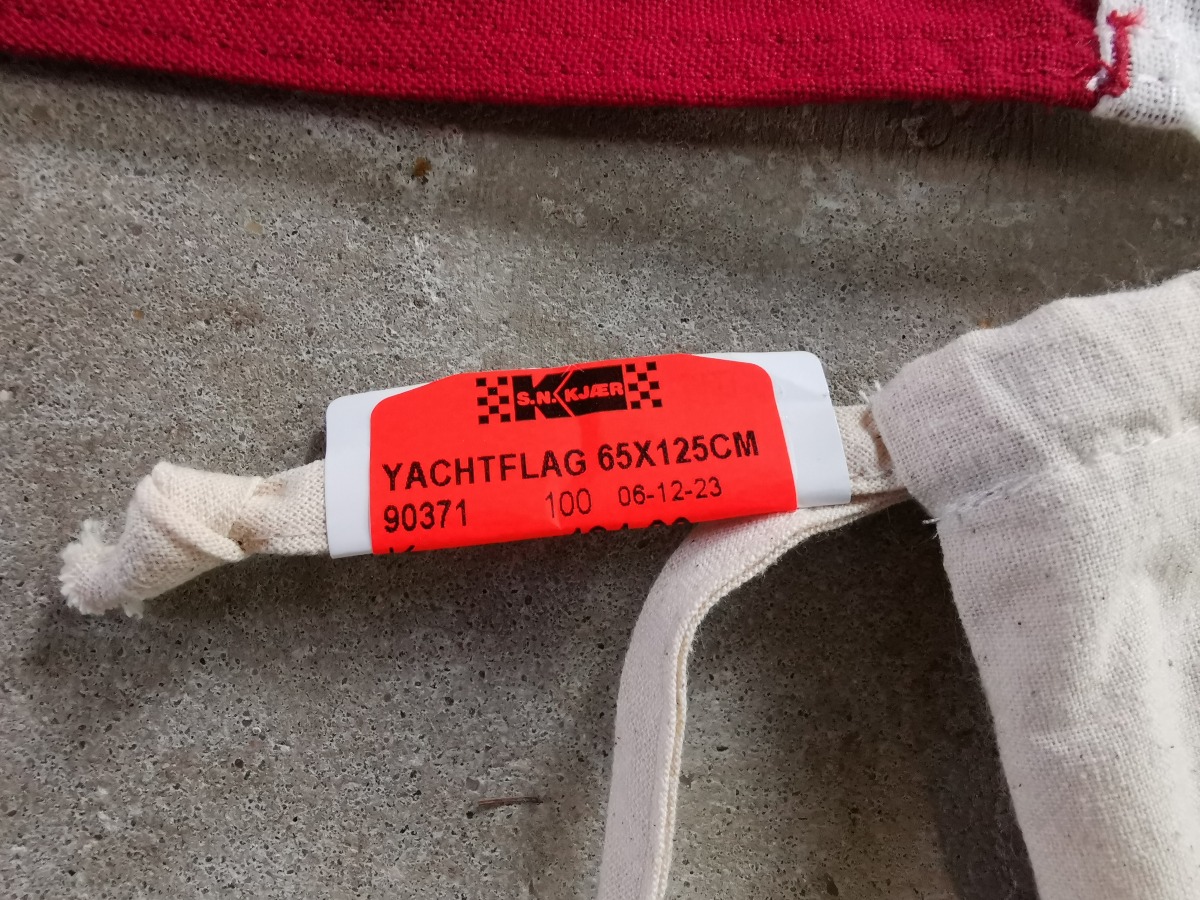 S.N. KJÆR
YACHTFLAG 65X125CM
90371 100 06-12-23